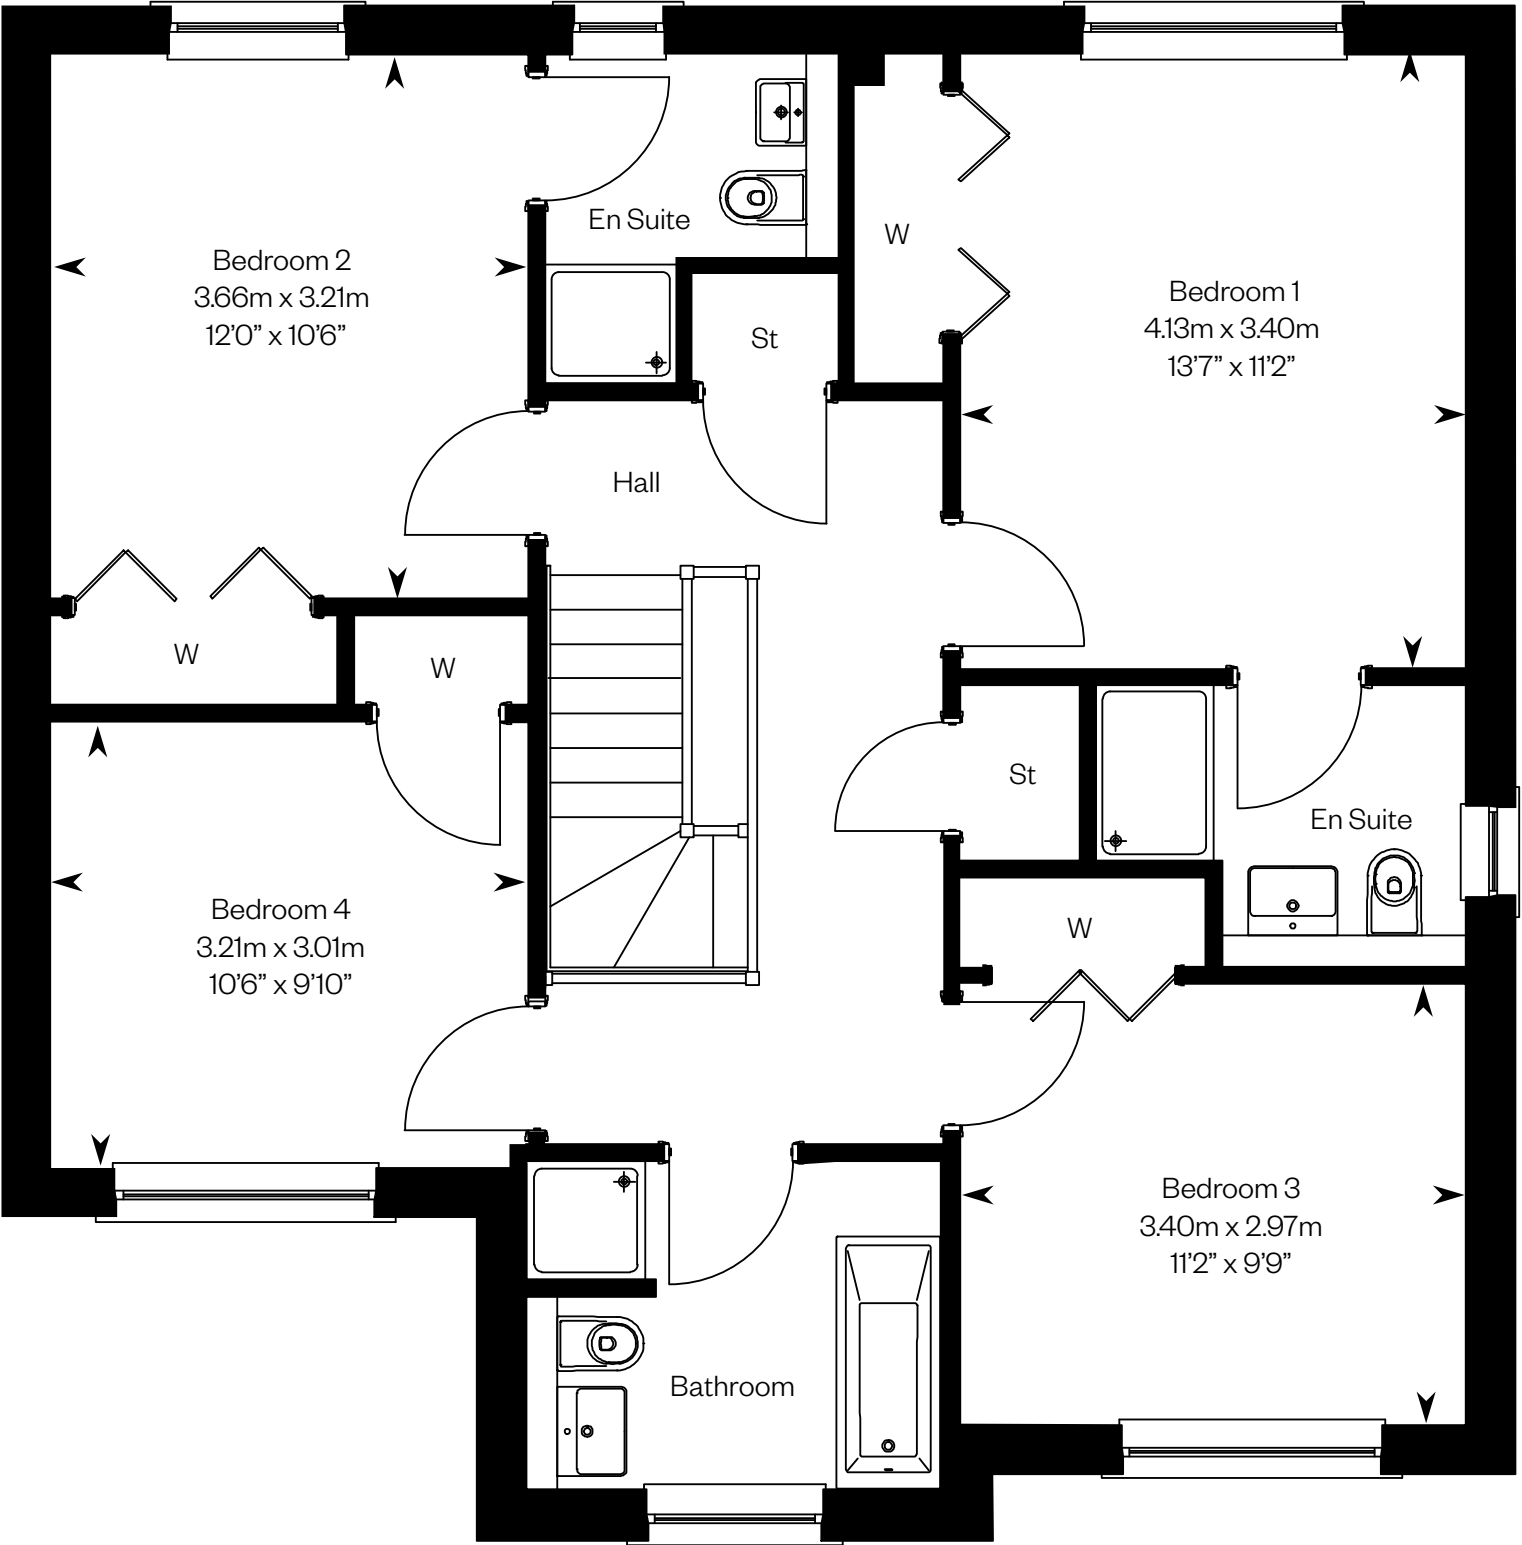 En Suite
W
Bedroom 2
3.66m x 3.21m
12’0” x 10’6”
Bedroom 1
4.13m x 3.40m
13’7” x 11’2”
St
Hall
W
W
St
En Suite
Bedroom 4
3.21m x 3.01m
10’6” x 9’10”
W
Bedroom 3
3.40m x 2.97m
11’2” x 9’9”
Bathroom